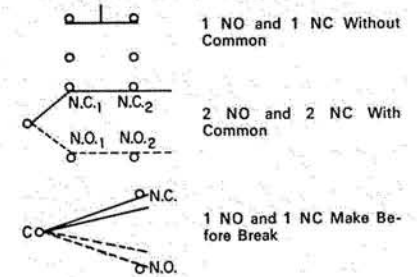 1 NO and 1 NC Without
Common
N.C.1 N.C.2
N.O.1 N.O.2
2 NO and 2 NC With
Common
N.C.
C
N.O.
1 NO and 1 NC Make Be-
fore Break